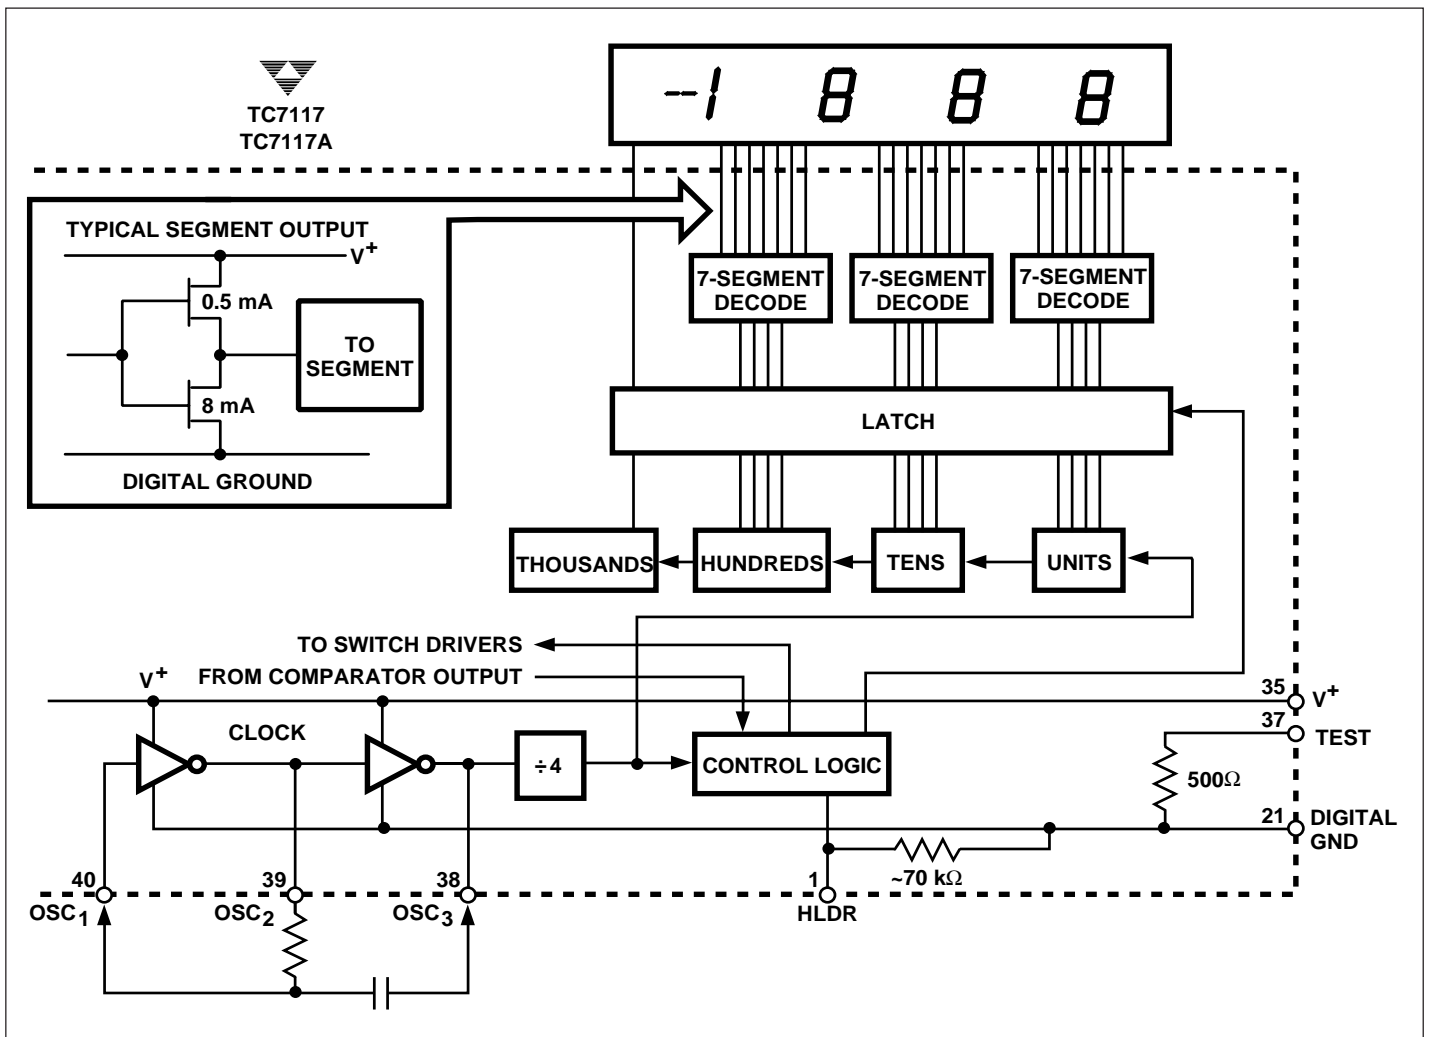 TC7117
TC7117A
-1 8 8 8
TYPICAL SEGMENT OUTPUT
V+
0.5 mA
TO
SEGMENT
8 mA
DIGITAL GROUND
7-SEGMENT
DECODE
7-SEGMENT
DECODE
7-SEGMENT
DECODE
LATCH
THOUSANDS
HUNDREDS
TENS
UNITS
TO SWITCH DRIVERS
FROM COMPARATOR OUTPUT
V+
CLOCK
÷4
CONTROL LOGIC
35
V+
37
TEST
500Ω
21
DIGITAL
GND
~70 kΩ
40
OSC1
39
OSC2
38
OSC3
1
HLDR